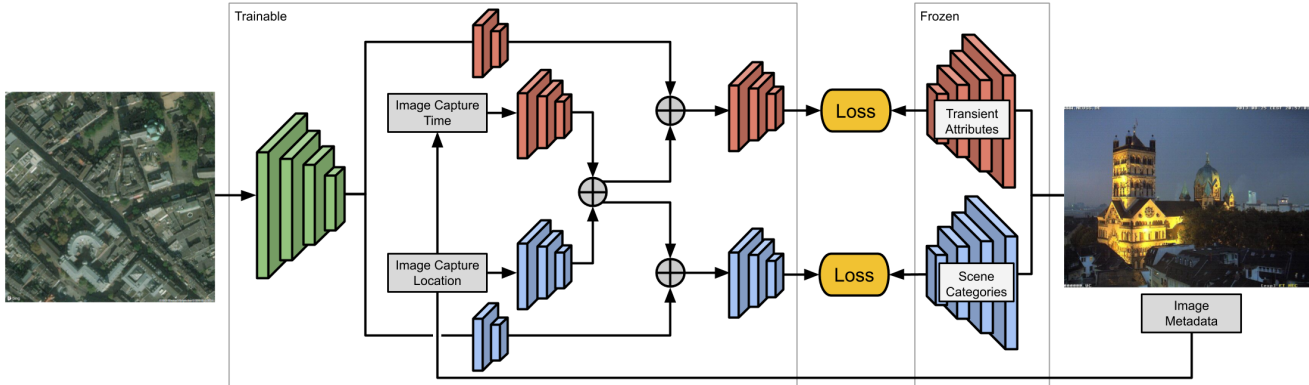 Trainable
Frozen
Image Capture
Time
Loss
Transient
Attributes
Image Capture
Location
Loss
Scene
Categories
Image
Metadata